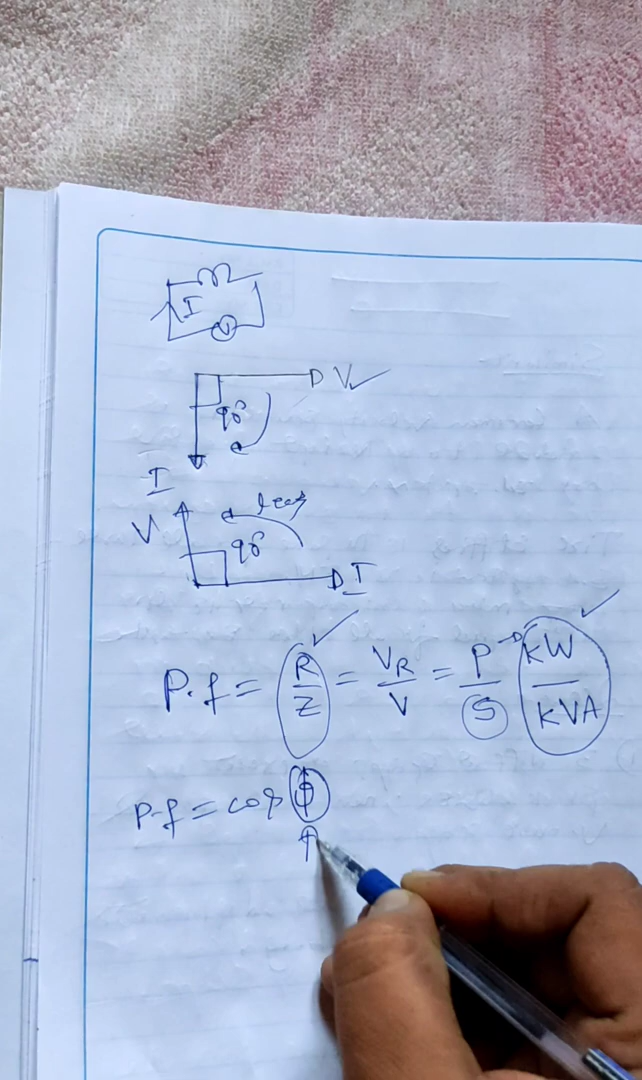 I
V ✓
90°
I
lead
V
90°
I
P.f = R/Z = VR/V = P/S → kW/KVA
P.f = cos ϕ